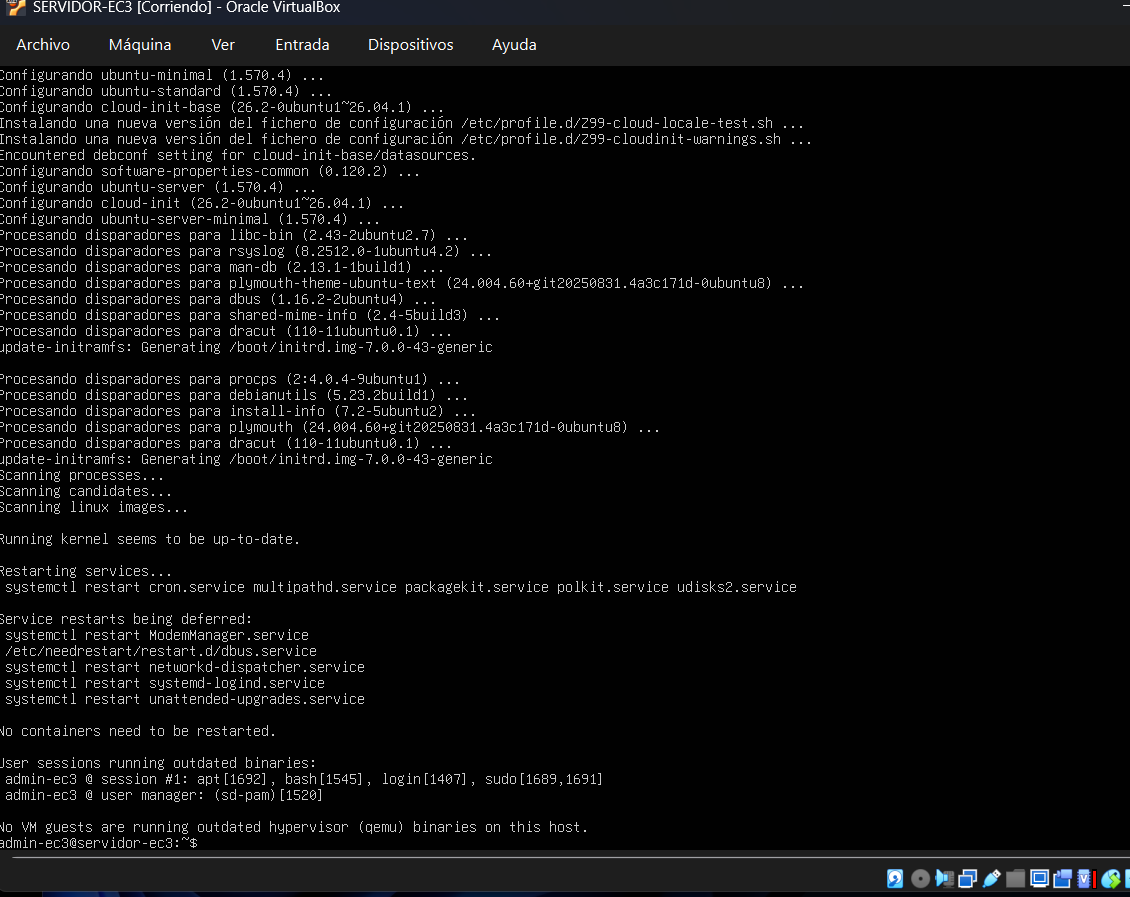 SERVIDOR-EC3 [Corriendo] - Oracle VirtualBox
Archivo Máquina Ver Entrada Dispositivos Ayuda
Configurando ubuntu-minimal (1.570.4) ...
Configurando ubuntu-standard (1.570.4) ...
Configurando cloud-init-base (26.2-0ubuntu1~26.04.1) ...
Instalando una nueva versión del fichero de configuración /etc/profile.d/Z99-cloud-locale-test.sh ...
Instalando una nueva versión del fichero de configuración /etc/profile.d/Z99-cloudinit-warnings.sh ...
Encountered debconf setting for cloud-init-base/datasources.
Configurando software-properties-common (0.120.2) ...
Configurando ubuntu-server (1.570.4) ...
Configurando cloud-init (26.2-0ubuntu1~26.04.1) ...
Configurando ubuntu-server-minimal (1.570.4) ...
Procesando disparadores para libc-bin (2.43-2ubuntu2.7) ...
Procesando disparadores para rsyslog (8.2512.0-1ubuntu4.2) ...
Procesando disparadores para man-db (2.13.1-1build1) ...
Procesando disparadores para plymouth-theme-ubuntu-text (24.004.60+git20250831.4a3c171d-0ubuntu8) ...
Procesando disparadores para dbus (1.16.2-2ubuntu4) ...
Procesando disparadores para shared-mime-info (2.4-5build3) ...
Procesando disparadores para dracut (110-11ubuntu0.1) ...
update-initramfs: Generating /boot/initrd.img-7.0.0-43-generic
Procesando disparadores para procps (2:4.0.4-9ubuntu1) ...
Procesando disparadores para debianutils (5.23.2build1) ...
Procesando disparadores para install-info (7.2-5ubuntu2) ...
Procesando disparadores para plymouth (24.004.60+git20250831.4a3c171d-0ubuntu8) ...
Procesando disparadores para dracut (110-11ubuntu0.1) ...
update-initramfs: Generating /boot/initrd.img-7.0.0-43-generic
Scanning processes...
Scanning candidates...
Scanning linux images...
Running kernel seems to be up-to-date.
Restarting services...
systemctl restart cron.service multipathd.service packagekit.service polkit.service udisks2.service
Service restarts being deferred:
systemctl restart ModemManager.service
/etc/needrestart/restart.d/dbus.service
systemctl restart networkd-dispatcher.service
systemctl restart systemd-logind.service
systemctl restart unattended-upgrades.service
No containers need to be restarted.
User sessions running outdated binaries:
admin-ec3 @ session #1: apt[1692], bash[1545], login[1407], sudo[1689,1691]
admin-ec3 @ user manager: (sd-pam)[1520]
No VM guests are running outdated hypervisor (qemu) binaries on this host.
admin-ec3@servidor-ec3:~$